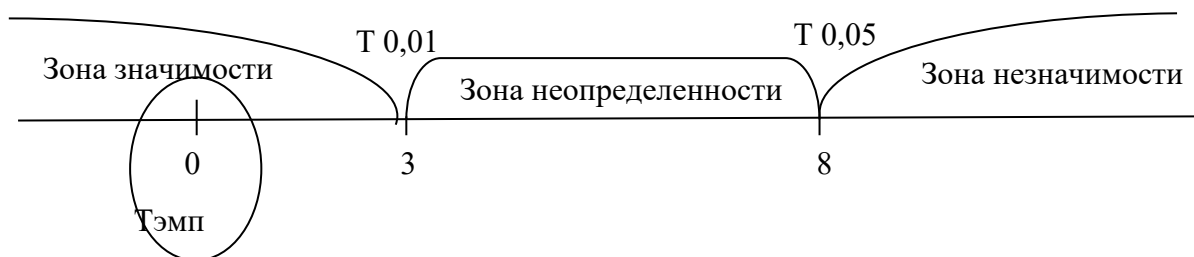 Т 0,01
Т 0,05
Зона значимости
Зона неопределенности
Зона незначимости
0
3
8
Тэмп